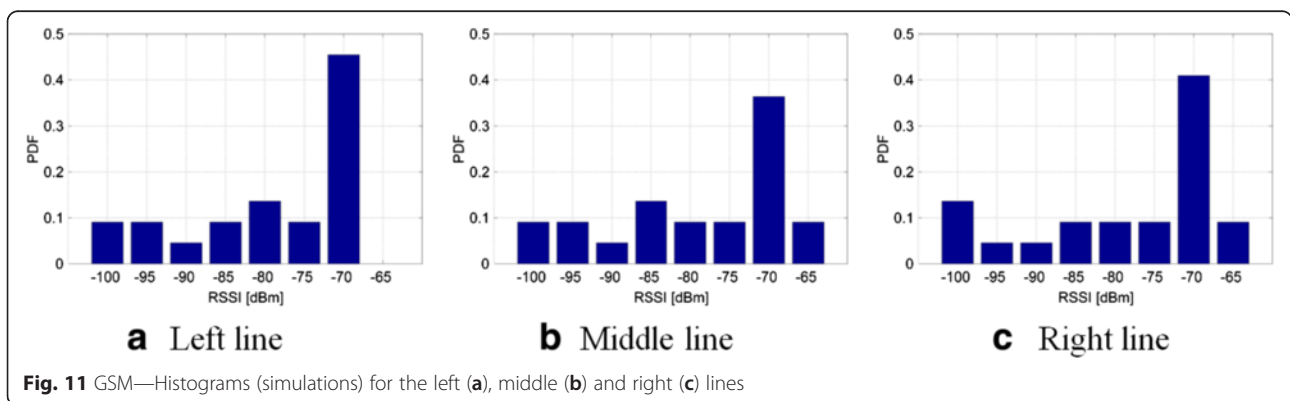 0.5
0.4
0.3
0.2
0.1
0
PDF
-100 -95 -90 -85 -80 -75 -70 -65
RSSI [dBm]
a Left line
0.5
0.4
0.3
0.2
0.1
0
PDF
-100 -95 -90 -85 -80 -75 -70 -65
RSSI [dBm]
b Middle line
0.5
0.4
0.3
0.2
0.1
0
PDF
-100 -95 -90 -85 -80 -75 -70 -65
RSSI [dBm]
c Right line
Fig. 11 GSM—Histograms (simulations) for the left (a), middle (b) and right (c) lines